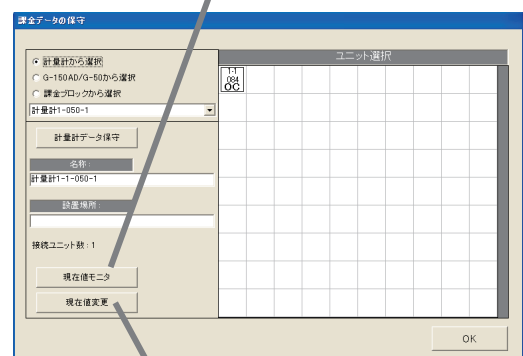 課金データの保守
計量計から選択
G-150AD/G-50から選択
課金ブロックから選択
計量計1-050-1
計量計データ保守
名称:
計量計1-1-050-1
設置場所:
接続ユニット数:1
現在値モニタ
現在値変更
ユニット選択
1-1
084
OC
OK